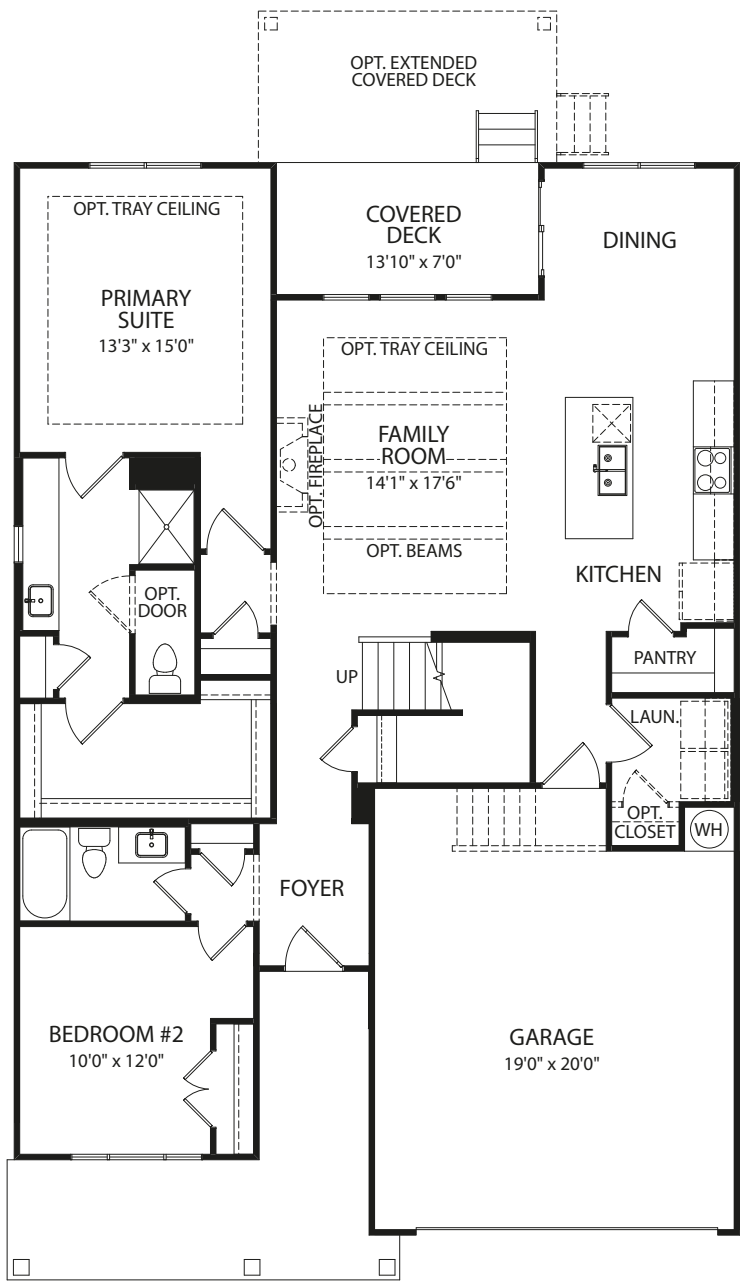 OPT. EXTENDED
COVERED DECK
OPT. TRAY CEILING
COVERED
DECK
13'10" x 7'0"
DINING
PRIMARY
SUITE
13'3" x 15'0"
OPT. TRAY CEILING
OPT. FIREPLACE
FAMILY
ROOM
14'1" x 17'6"
OPT. BEAMS
KITCHEN
OPT.
DOOR
PANTRY
UP
LAUN.
OPT.
CLOSET
WH
FOYER
BEDROOM #2
10'0" x 12'0"
GARAGE
19'0" x 20'0"